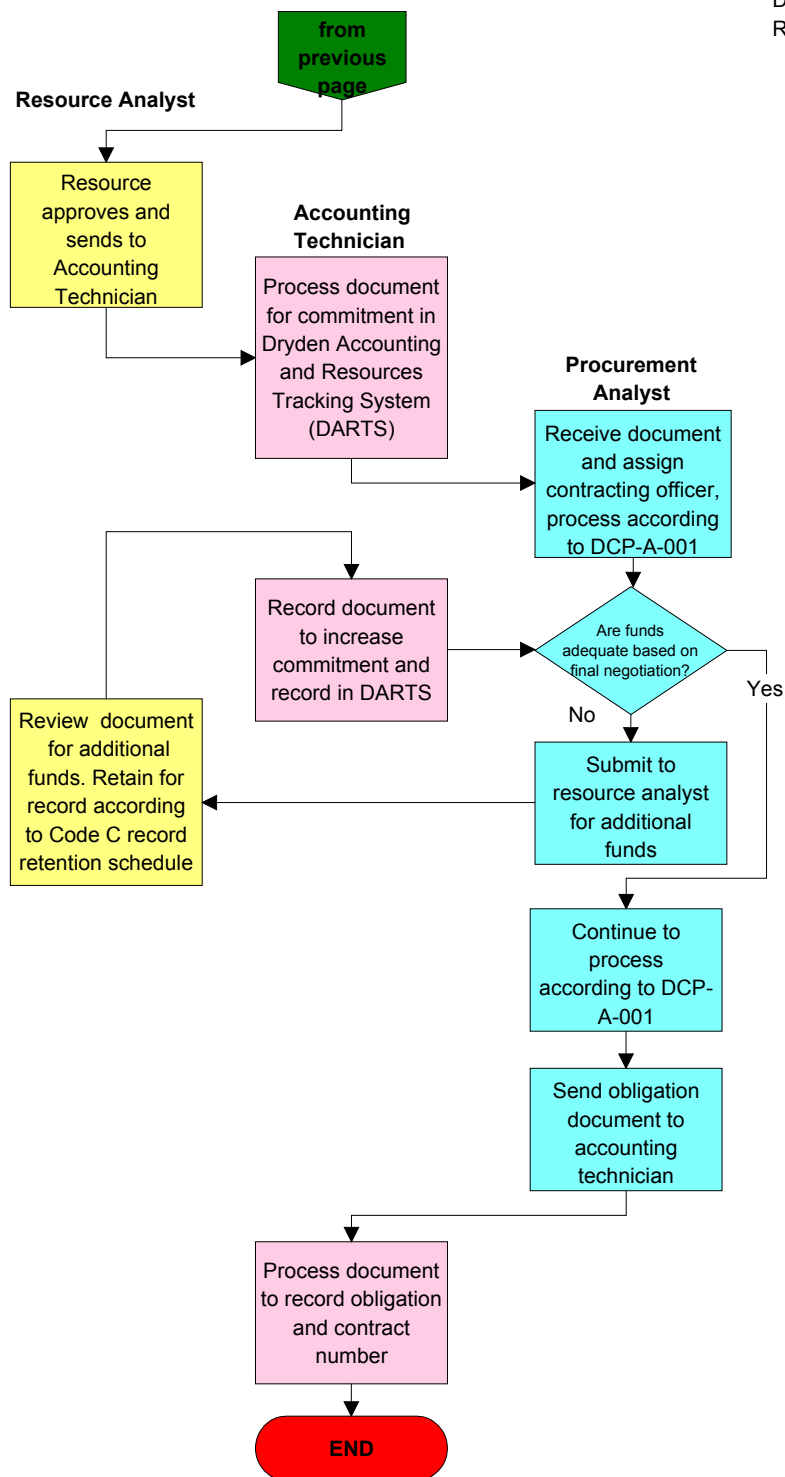 D
R
from
previous
page
Resource Analyst
Resource
approves and
sends to
Accounting
Technician
Accounting
Technician
Process document
for commitment in
Dryden Accounting
and Resources
Tracking System
(DARTS)
Procurement
Analyst
Receive document
and assign
contracting officer,
process according
to DCP-A-001
Record document
to increase
commitment and
record in DARTS
Are funds
adequate based on
final negotiation?
Yes
No
Review document
for additional
funds. Retain for
record according
to Code C record
retention schedule
Submit to
resource analyst
for additional
funds
Continue to
process
according to DCP-
A-001
Send obligation
document to
accounting
technician
Process document
to record obligation
and contract
number
END